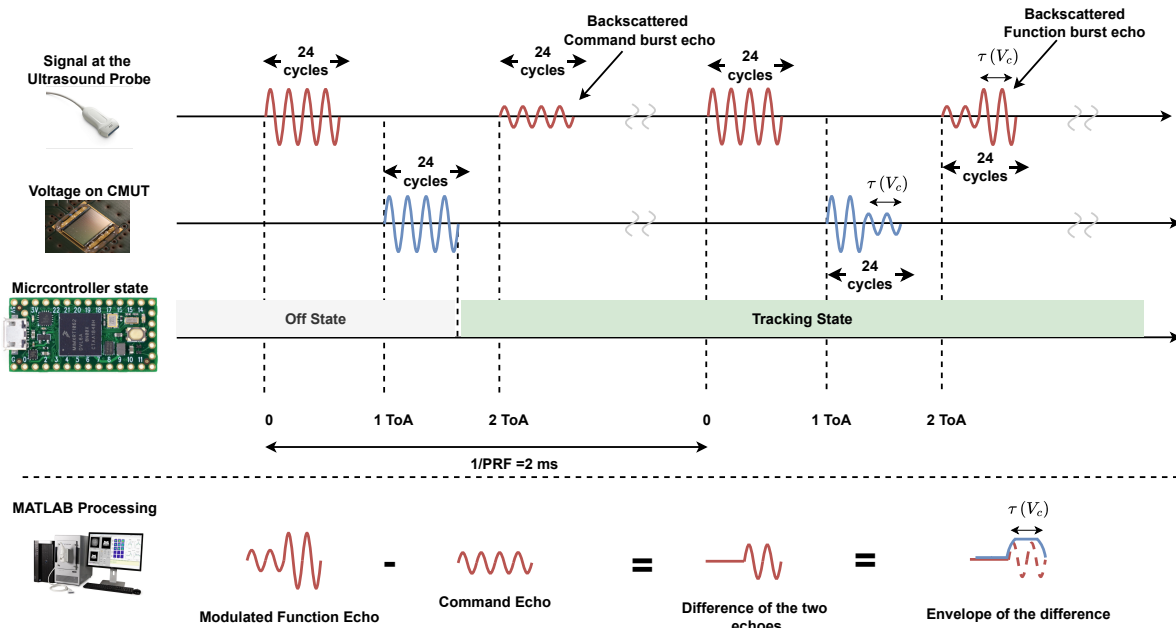 Signal at the
Ultrasound Probe
24
cycles
24
cycles
Backscattered
Command burst echo
24
cycles
Backscattered
Function burst echo
τ (V_c)
24
cycles
Voltage on CMUT
24
cycles
τ (V_c)
24
cycles
Micrcontroller state
Off State
Tracking State
0
1 ToA
2 ToA
0
1 ToA
2 ToA
1/PRF =2 ms
MATLAB Processing
τ (V_c)
-
=
=
Modulated Function Echo
Command Echo
Difference of the two
echoes
Envelope of the difference